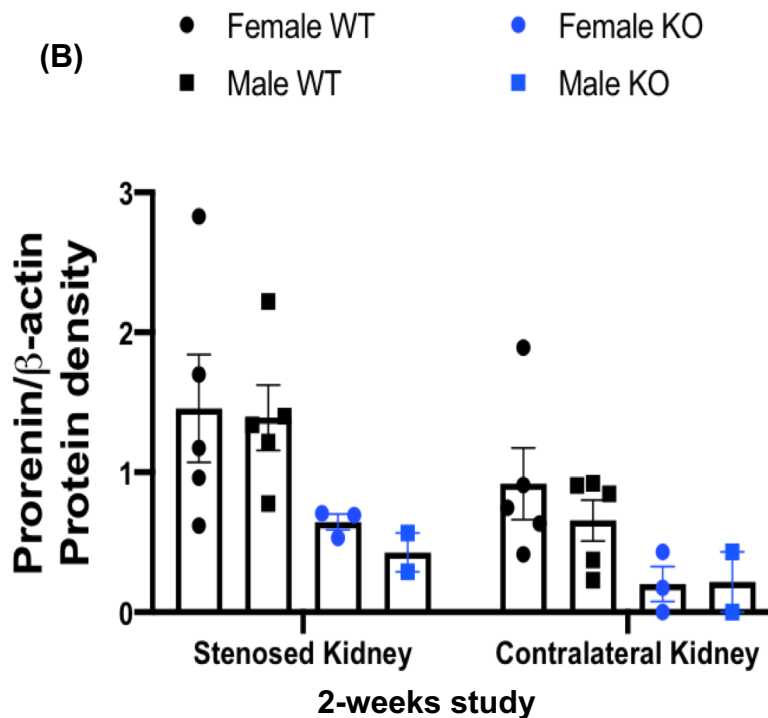 (B)
Female WT
Female KO
Male WT
Male KO
3
2
1
0
Prorenin/β-actin
Protein density
Stenosed Kidney
Contralateral Kidney
2-weeks study